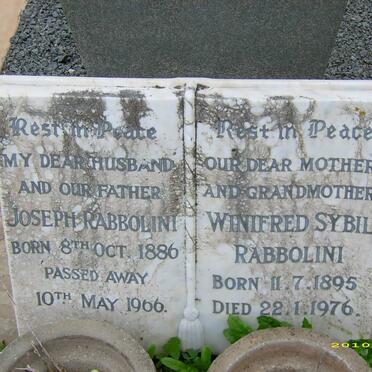 Rest in Peace
MY DEAR HUSBAND
AND OUR FATHER
JOSEPH RABBOLINI
BORN 8TH OCT. 1886
PASSED AWAY
10TH MAY 1966.
Rest in Peace
OUR DEAR MOTHER
AND GRANDMOTHER
WINIFRED SYBIL
RABBOLINI
BORN 11.7.1895
DIED 22.1.1976.
2010